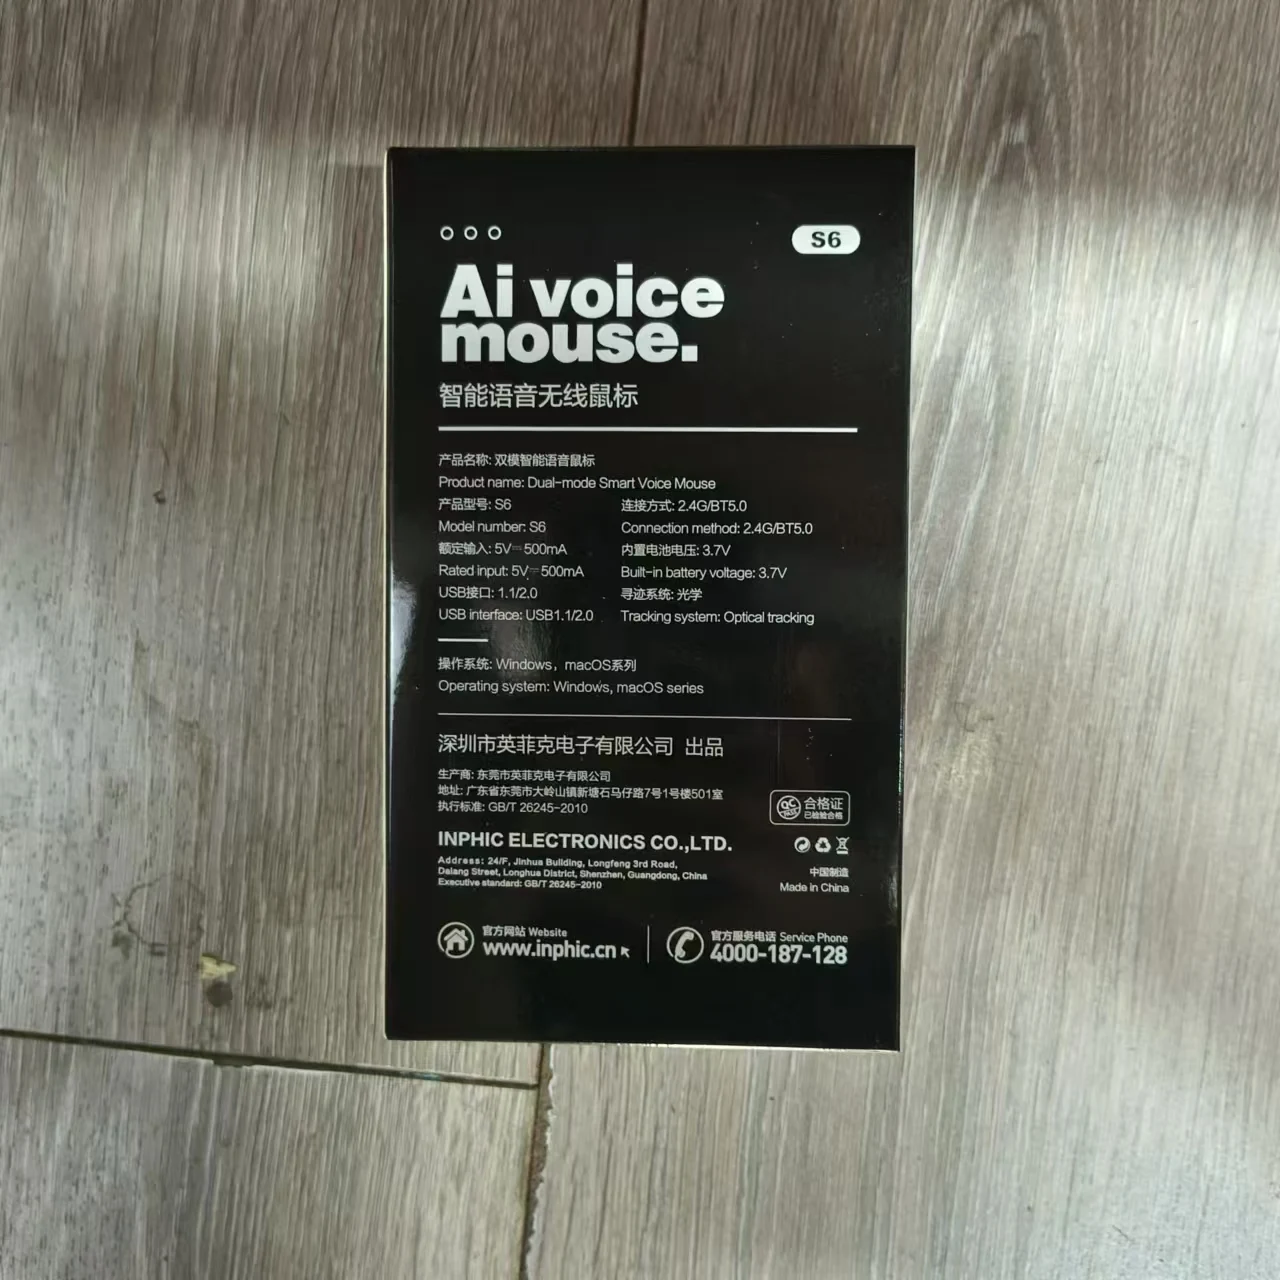 S6
Ai voice
mouse.
智能语音无线鼠标
产品名称: 双模智能语音鼠标
Product name: Dual-mode Smart Voice Mouse
产品型号: S6
连接方式: 2.4G/BT5.0
Model number: S6
Connection method: 2.4G/BT5.0
额定输入: 5V⎓500mA
内置电池电压: 3.7V
Rated input: 5V⎓500mA
Built-in battery voltage: 3.7V
USB接口: 1.1/2.0
寻迹系统: 光学
USB interface: USB1.1/2.0
Tracking system: Optical tracking
操作系统: Windows，macOS系列
Operating system: Windows, macOS series
深圳市英菲克电子有限公司 出品
生产商: 东莞市英菲克电子有限公司
地址: 广东省东莞市大岭山镇新塘石马仔路7号1号楼501室
执行标准: GB/T 26245-2010
QC PASS
合格证
已检验合格
INPHIC ELECTRONICS CO.,LTD.
Address: 24/F, Jinhua Building, Longfeng 3rd Road,
Dalang Street, Longhua District, Shenzhen, Guangdong, China
Executive standard: GB/T 26245-2010
中国制造
Made in China
官方网站 Website
www.inphic.cn
官方服务电话 Service Phone
4000-187-128